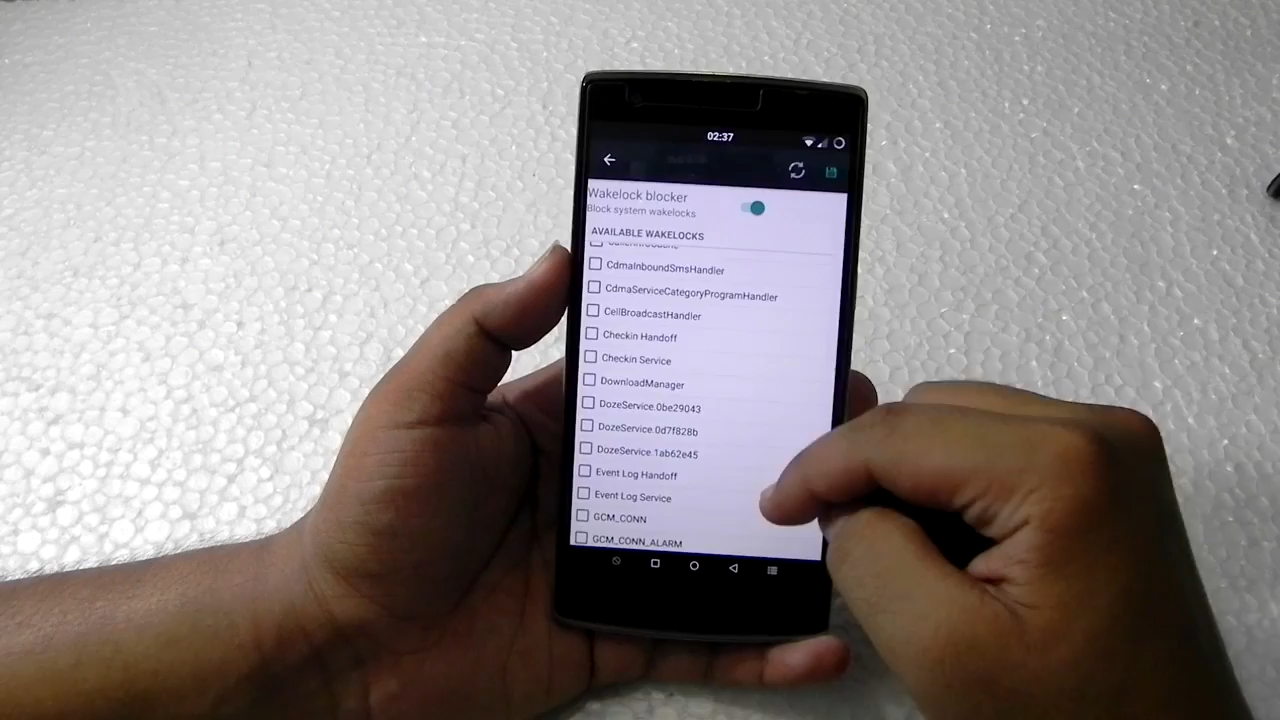 02:37
Wakelock blocker
Block system wakelocks
AVAILABLE WAKELOCKS
CdmaInboundSmsHandler
CdmaServiceCategoryProgramHandler
CellBroadcastHandler
Checkin Handoff
Checkin Service
DownloadManager
DozeService.0be29043
DozeService.0d7f828b
DozeService.1ab62e45
Event Log Handoff
Event Log Service
GCM_CONN
GCM_CONN_ALARM